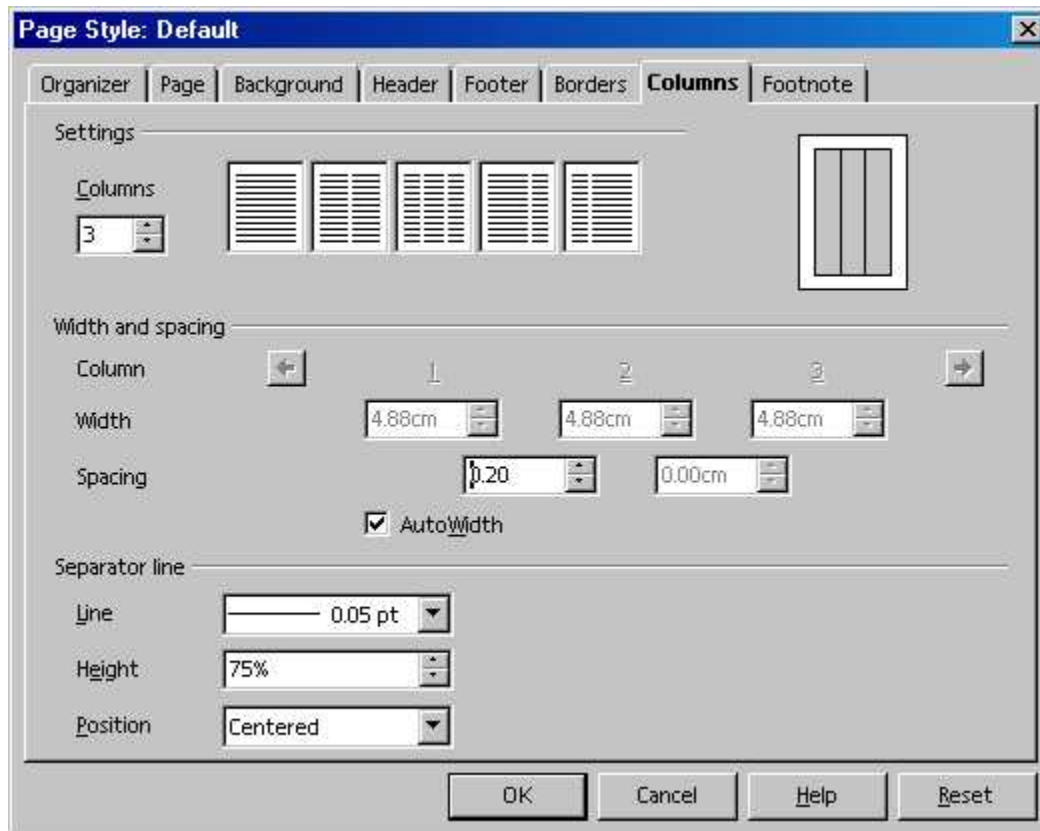 Page Style: Default
Organizer Page Background Header Footer Borders Columns Footnote
Settings
Columns
3
Width and spacing
Column 1 2 3
Width 4.88cm 4.88cm 4.88cm
Spacing 0.20 0.00cm
AutoWidth
Separator line
Line 0.05 pt
Height 75%
Position Centered
OK Cancel Help Reset